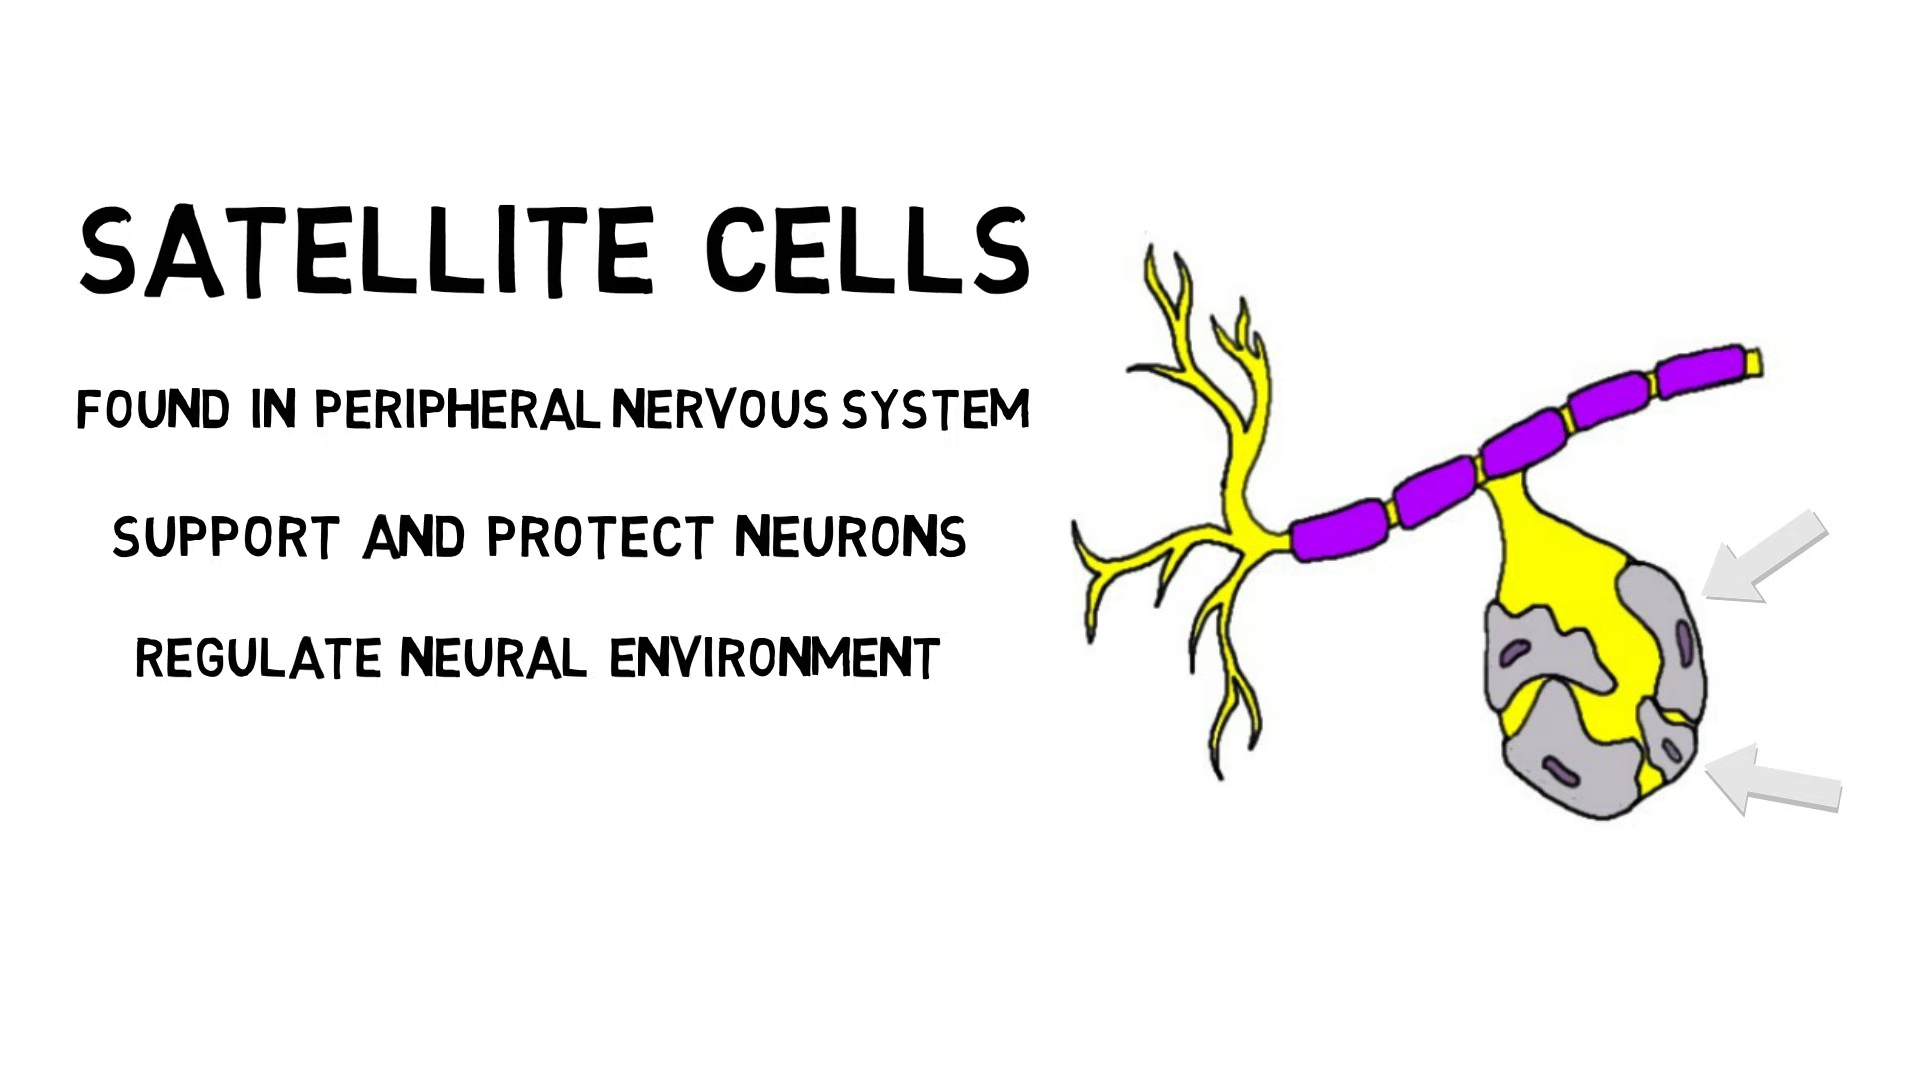 SATELLITE CELLS
FOUND IN PERIPHERAL NERVOUS SYSTEM
SUPPORT AND PROTECT NEURONS
REGULATE NEURAL ENVIRONMENT